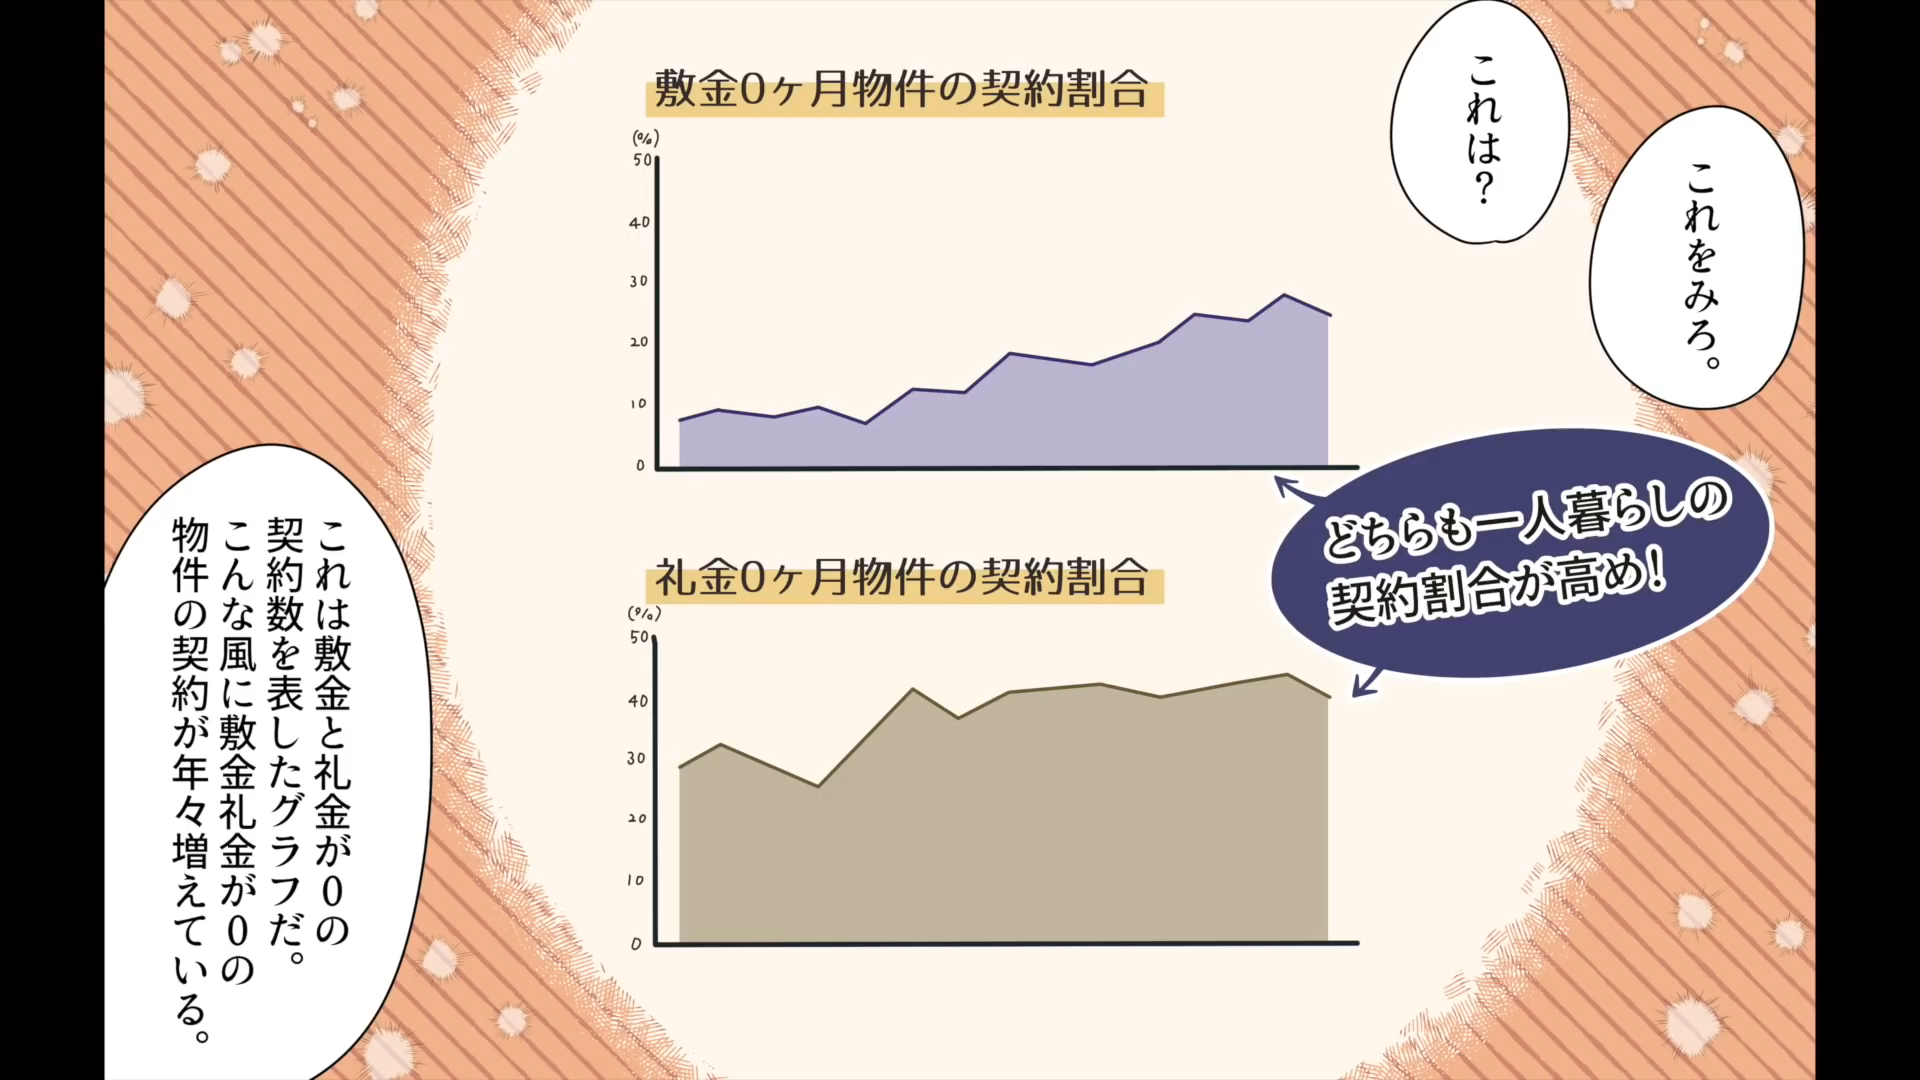 これをみろ。
これは?
敷金0ヶ月物件の契約割合
(%)
50
40
30
20
10
0
どちらも一人暮らしの
契約割合が高め!
礼金0ヶ月物件の契約割合
(%)
50
40
30
20
10
0
これは敷金と礼金が0の
契約数を表したグラフだ。
こんな風に敷金礼金が0の
物件の契約が年々増えている。